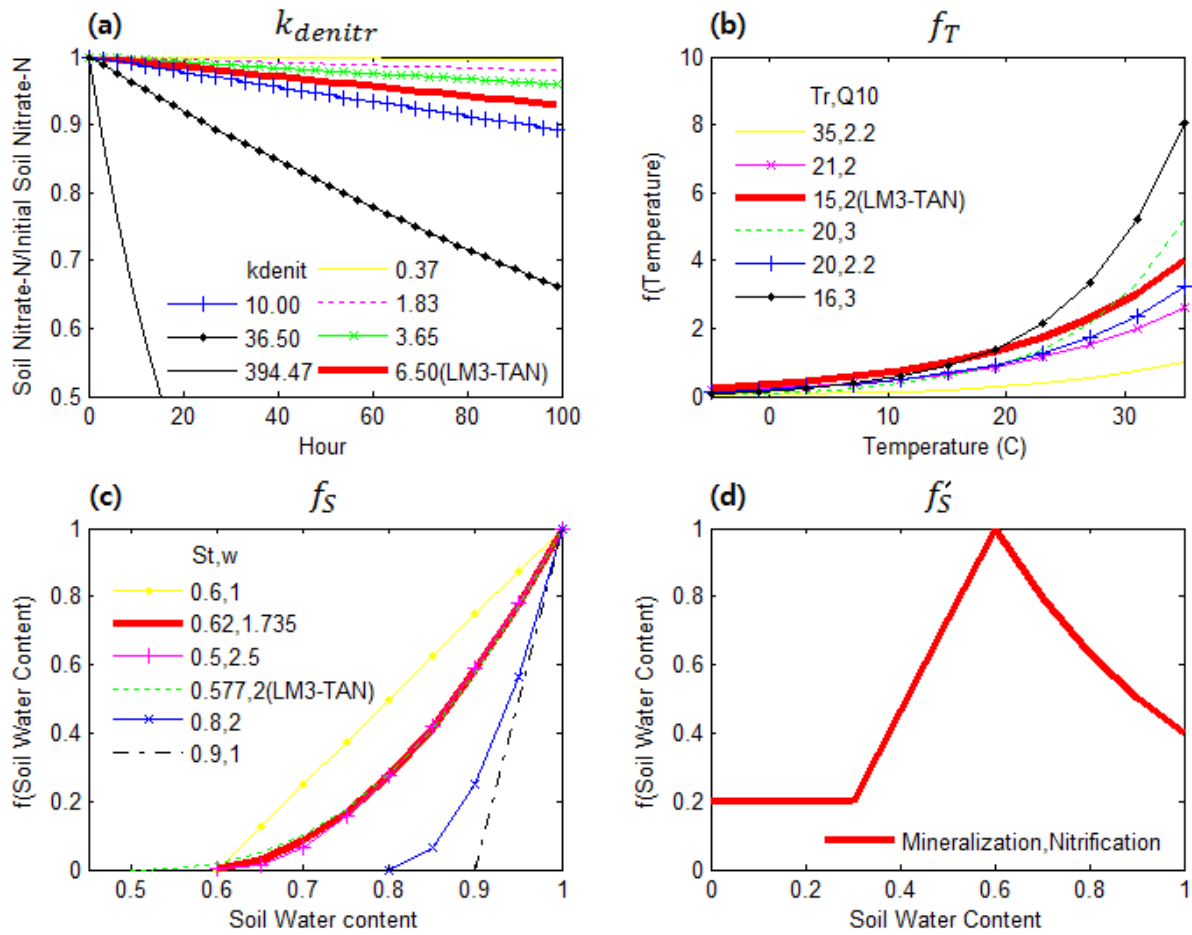 (a) k_denitr
Soil Nitrate-N/Initial Soil Nitrate-N
1
0.9
0.8
0.7
0.6
0.5
kdenit
0.37
10.00
1.83
36.50
3.65
394.47
6.50(LM3-TAN)
0 20 40 60 80 100
Hour
(b) f_T
f(Temperature)
10
8
6
4
2
0
Tr,Q10
35,2.2
21,2
15,2(LM3-TAN)
20,3
20,2.2
16,3
0 10 20 30
Temperature (C)
(c) f_S
f(Soil Water Content)
1
0.8
0.6
0.4
0.2
0
St,w
0.6,1
0.62,1.735
0.5,2.5
0.577,2(LM3-TAN)
0.8,2
0.9,1
0.5 0.6 0.7 0.8 0.9 1
Soil Water content
(d) f_S′
f(Soil Water Content)
1
0.8
0.6
0.4
0.2
0
Mineralization,Nitrification
0 0.2 0.4 0.6 0.8 1
Soil Water Content